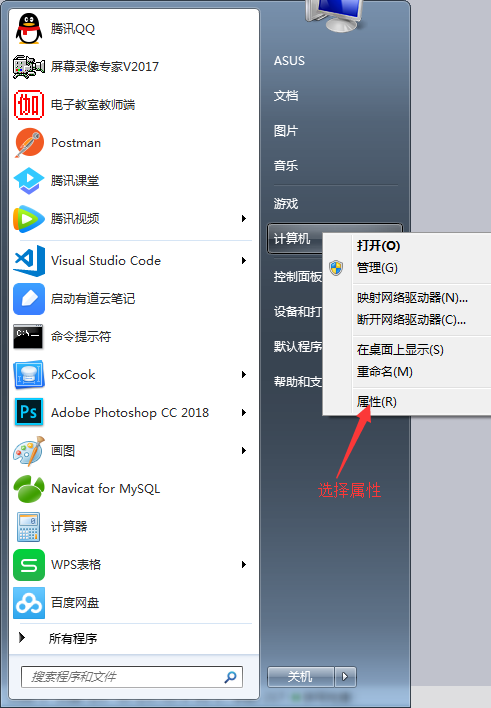 腾讯QQ
屏幕录像专家V2017
伽
电子教室教师端
Postman
腾讯课堂
腾讯视频
Visual Studio Code
启动有道云笔记
C:\_
命令提示符
PxCook
Ps
Adobe Photoshop CC 2018
画图
Navicat for MySQL
计算器
S
WPS表格
百度网盘
所有程序
搜索程序和文件
ASUS
文档
图片
音乐
游戏
计算机
控制面板
设备和打
默认程序
帮助和支
打开(O)
管理(G)
映射网络驱动器(N)...
断开网络驱动器(C)...
在桌面上显示(S)
重命名(M)
属性(R)
选择属性
关机